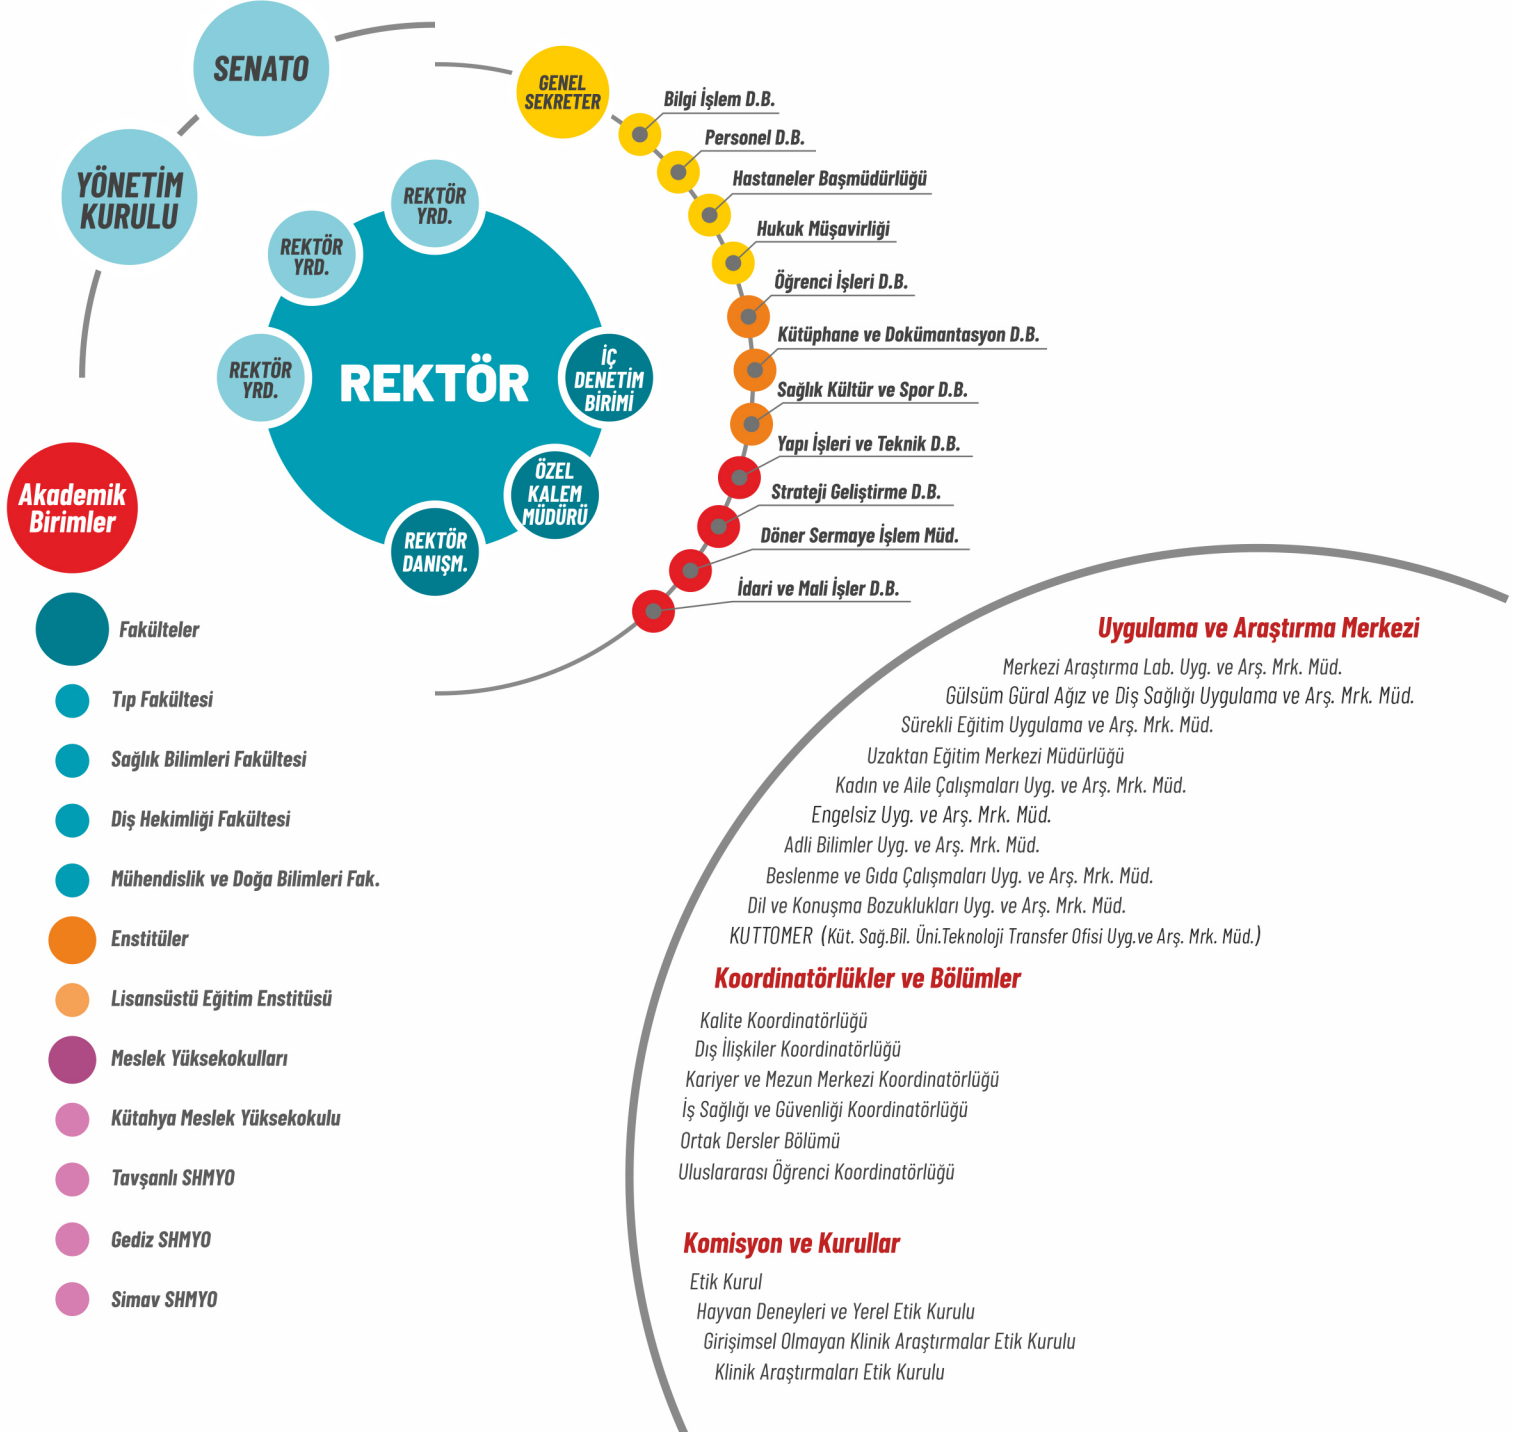 SENATO
YÖNETİM
KURULU
GENEL
SEKRETER
Bilgi İşlem D.B.
Personel D.B.
Hastaneler Başmüdürlüğü
Hukuk Müşavirliği
Öğrenci İşleri D.B.
Kütüphane ve Dokümantasyon D.B.
Sağlık Kültür ve Spor D.B.
Yapı İşleri ve Teknik D.B.
Strateji Geliştirme D.B.
Döner Sermaye İşlem Müd.
İdari ve Mali İşler D.B.
REKTÖR
YRD.
REKTÖR
YRD.
REKTÖR
YRD.
REKTÖR
İÇ
DENETİM
BİRİMİ
ÖZEL
KALEM
MÜDÜRÜ
REKTÖR
DANIŞM.
Akademik
Birimler
Fakülteler
Tıp Fakültesi
Sağlık Bilimleri Fakültesi
Diş Hekimliği Fakültesi
Mühendislik ve Doğa Bilimleri Fak.
Enstitüler
Lisansüstü Eğitim Enstitüsü
Meslek Yüksekokulları
Kütahya Meslek Yüksekokulu
Tavşanlı SHMYO
Gediz SHMYO
Simav SHMYO
Uygulama ve Araştırma Merkezi
Merkezi Araştırma Lab. Uyg. ve Arş. Mrk. Müd.
Gülsüm Güral Ağız ve Diş Sağlığı Uygulama ve Arş. Mrk. Müd.
Sürekli Eğitim Uygulama ve Arş. Mrk. Müd.
Uzaktan Eğitim Merkezi Müdürlüğü
Kadın ve Aile Çalışmaları Uyg. ve Arş. Mrk. Müd.
Engelsiz Uyg. ve Arş. Mrk. Müd.
Adli Bilimler Uyg. ve Arş. Mrk. Müd.
Beslenme ve Gıda Çalışmaları Uyg. ve Arş. Mrk. Müd.
Dil ve Konuşma Bozuklukları Uyg. ve Arş. Mrk. Müd.
KUTTOMER (Küt. Sağ.Bil. Üni.Teknoloji Transfer Ofisi Uyg.ve Arş. Mrk. Müd.)
Koordinatörlükler ve Bölümler
Kalite Koordinatörlüğü
Dış İlişkiler Koordinatörlüğü
Kariyer ve Mezun Merkezi Koordinatörlüğü
İş Sağlığı ve Güvenliği Koordinatörlüğü
Ortak Dersler Bölümü
Uluslararası Öğrenci Koordinatörlüğü
Komisyon ve Kurullar
Etik Kurul
Hayvan Deneyleri ve Yerel Etik Kurulu
Girişimsel Olmayan Klinik Araştırmalar Etik Kurulu
Klinik Araştırmaları Etik Kurulu